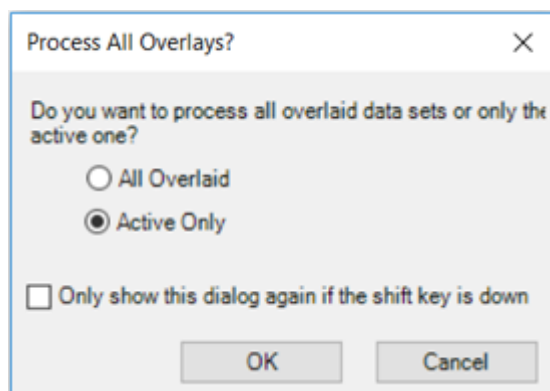 Process All Overlays?
Do you want to process all overlaid data sets or only the
active one?
All Overlaid
Active Only
Only show this dialog again if the shift key is down
OK
Cancel